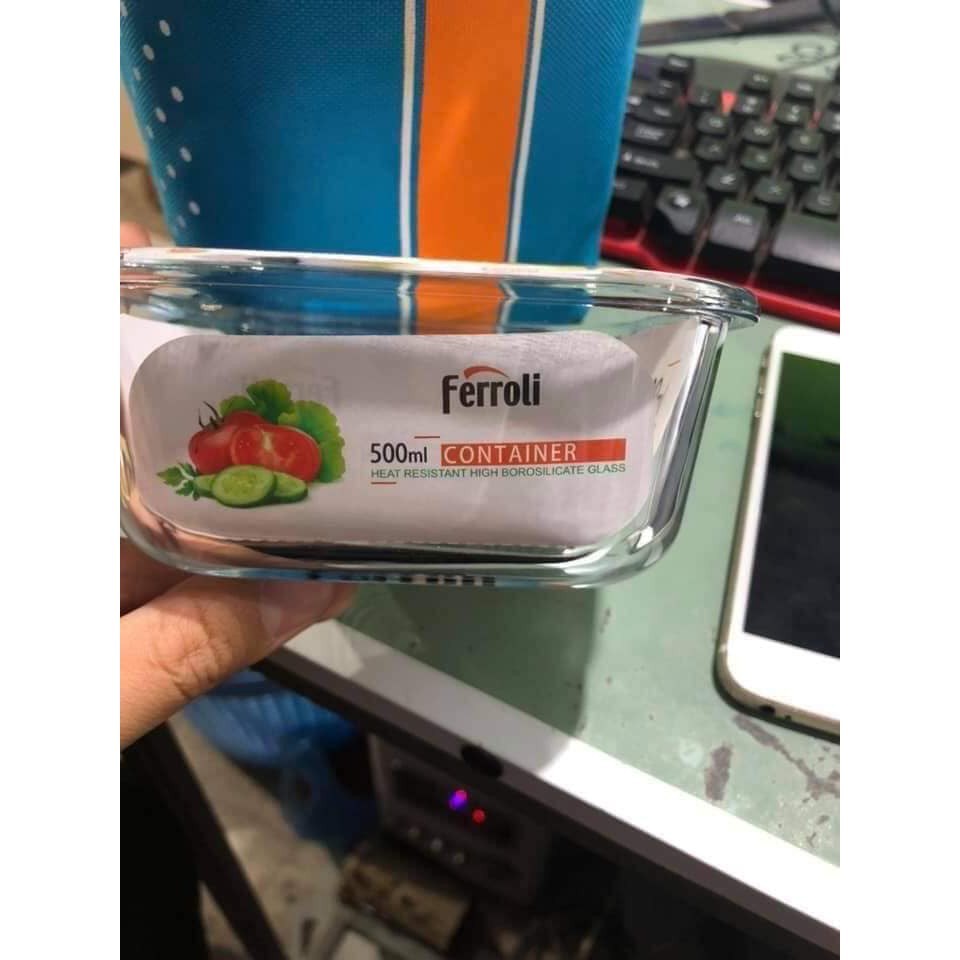 Ferroli
500ml CONTAINER
HEAT RESISTANT HIGH BOROSILICATE GLASS